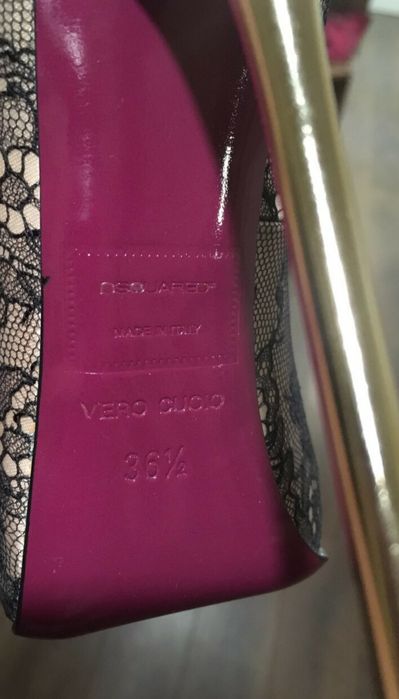 DSQUARED²
MADE IN ITALY
VERO CUOIO
36½